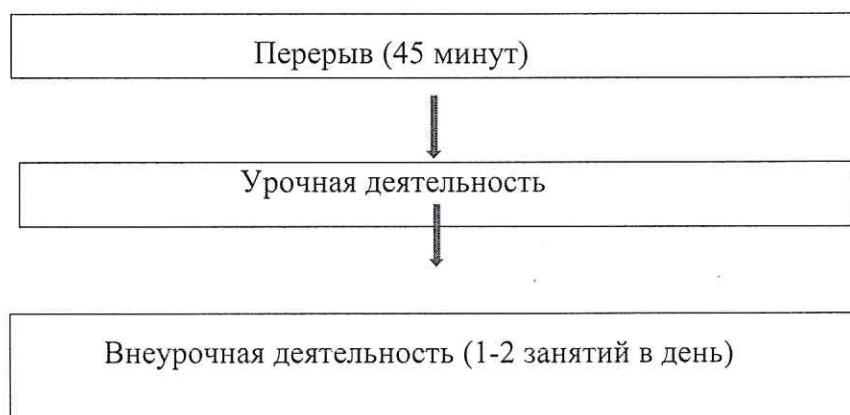 Перерыв (45 минут)
Урочная деятельность
Внеурочная деятельность (1-2 занятий в день)